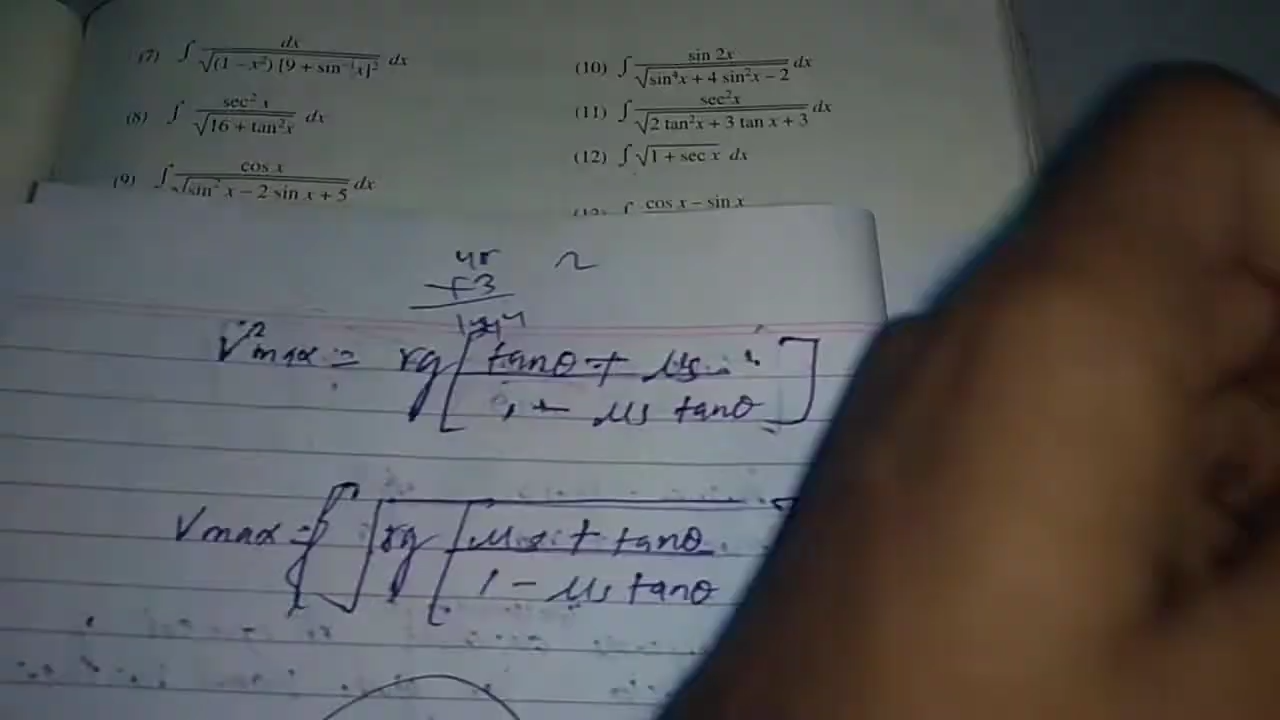 (7) ∫ dx / √((1 – x²) [9 + sin⁻¹x]² dx
(8) ∫ sec² x / √(16 + tan²x) dx
(9) ∫ cos x / √(sin² x – 2 sin x + 5) dx
(10) ∫ sin 2x / √(sin⁴x + 4 sin²x – 2) dx
(11) ∫ sec²x / √(2 tan²x + 3 tan x + 3) dx
(12) ∫ √(1 + sec x) dx
∫ cos x – sin x
V²max = rg [ tanθ + μs / 1 - μs tanθ ]
Vmax = √ rg [ μs + tanθ / 1 - μs tanθ